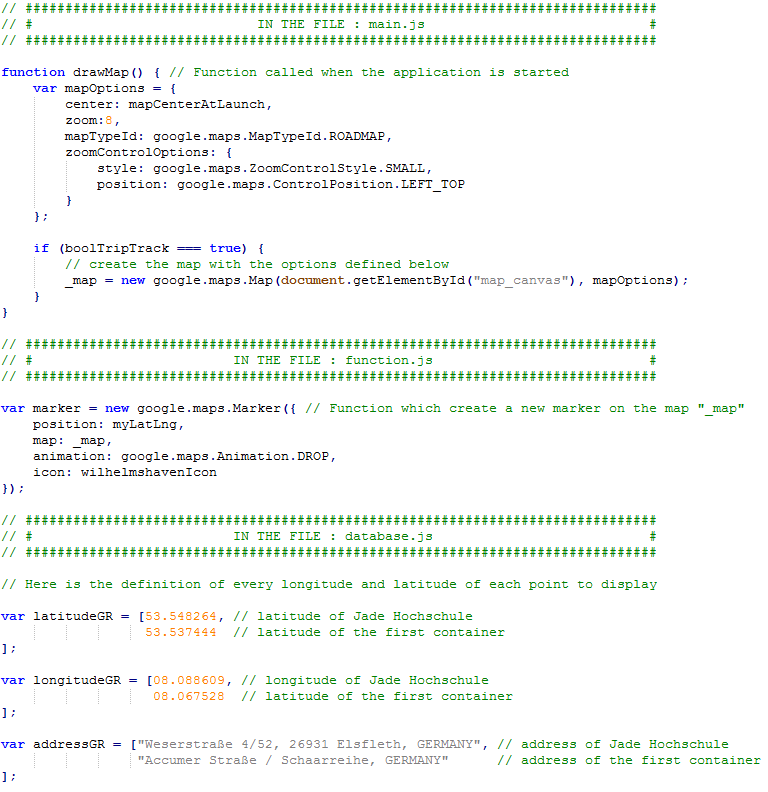 // ###############################################################################
// #                            IN THE FILE : main.js                            #
// ###############################################################################
function drawMap() { // Function called when the application is started
    var mapOptions = {
        center: mapCenterAtLaunch,
        zoom:8,
        mapTypeId: google.maps.MapTypeId.ROADMAP,
        zoomControlOptions: {
            style: google.maps.ZoomControlStyle.SMALL,
            position: google.maps.ControlPosition.LEFT_TOP
        }
    };
    if (boolTripTrack === true) {
        // create the map with the options defined below
        _map = new google.maps.Map(document.getElementById("map_canvas"), mapOptions);
    }
}
// ###############################################################################
// #                         IN THE FILE : function.js                           #
// ###############################################################################
var marker = new google.maps.Marker({ // Function which create a new marker on the map "_map"
    position: myLatLng,
    map: _map,
    animation: google.maps.Animation.DROP,
    icon: wilhelmshavenIcon
});
// ###############################################################################
// #                         IN THE FILE : database.js                           #
// ###############################################################################
// Here is the definition of every longitude and latitude of each point to display
var latitudeGR = [53.548264, // latitude of Jade Hochschule
                  53.537444  // latitude of the first container
];
var longitudeGR = [08.088609, // longitude of Jade Hochschule
                   08.067528  // latitude of the first container
];
var addressGR = ["Weserstraße 4/52, 26931 Elsfleth, GERMANY", // address of Jade Hochschule
                 "Accumer Straße / Schaarreihe, GERMANY"      // address of the first container
];